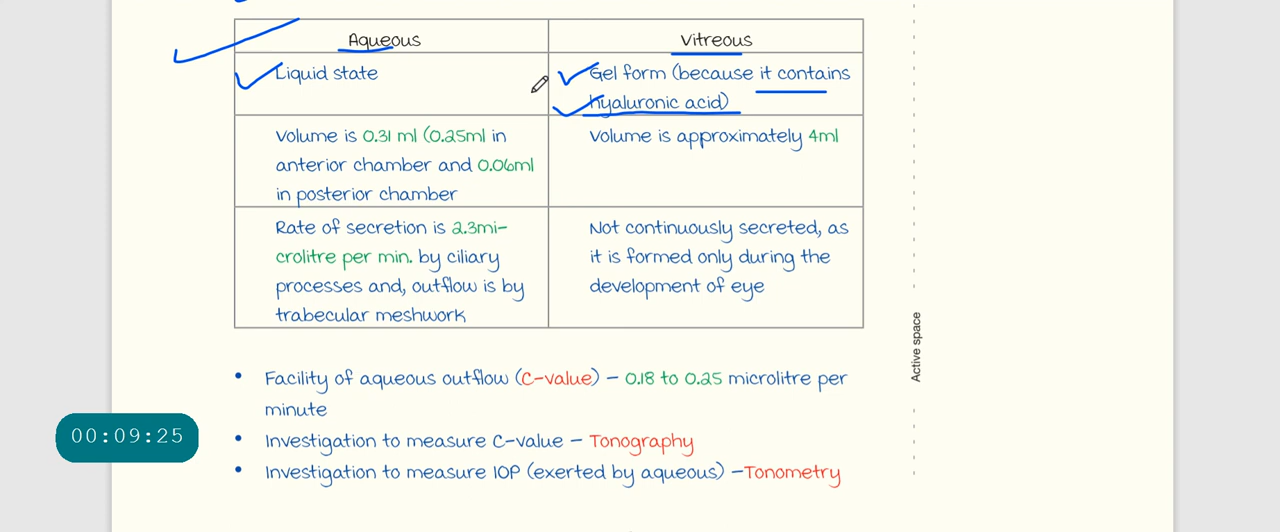 Aqueous
Vitreous
Liquid state
Gel form (because it contains
hyaluronic acid)
Volume is 0.31 ml (0.25ml in
anterior chamber and 0.06ml
in posterior chamber
Volume is approximately 4ml
Rate of secretion is 2.3mi-
crolitre per min. by ciliary
processes and, outflow is by
trabecular meshwork
Not continuously secreted, as
it is formed only during the
development of eye
• Facility of aqueous outflow (C-value) – 0.18 to 0.25 microlitre per
minute
• Investigation to measure C-value – Tonography
• Investigation to measure IOP (exerted by aqueous) –Tonometry
Active space
00:09:25